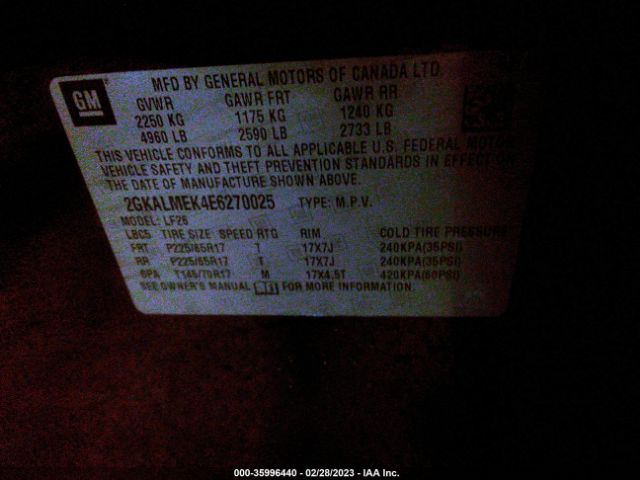 MFD BY GENERAL MOTORS OF CANADA LTD.
GM
GVWR GAWR FRT GAWR RR
2250 KG 1175 KG 1240 KG
4960 LB 2590 LB 2733 LB
THIS VEHICLE CONFORMS TO ALL APPLICABLE U.S. FEDERAL MOTOR
VEHICLE SAFETY AND THEFT PREVENTION STANDARDS IN EFFECT ON
THE DATE OF MANUFACTURE SHOWN ABOVE.
2GKALMEK4E6270025 TYPE: M.P.V.
MODEL: LF26
LBCS TIRE SIZE SPEED RTG RIM COLD TIRE PRESSURE
FRT P225/65R17 T 17X7J 240KPA(35PSI)
RR P225/65R17 T 17X7J 240KPA(35PSI)
SPA T145/70R17 M 17X4.5T 420KPA(60PSI)
SEE OWNER'S MANUAL FOR MORE INFORMATION.
000-35996440 - 02/28/2023 - IAA Inc.